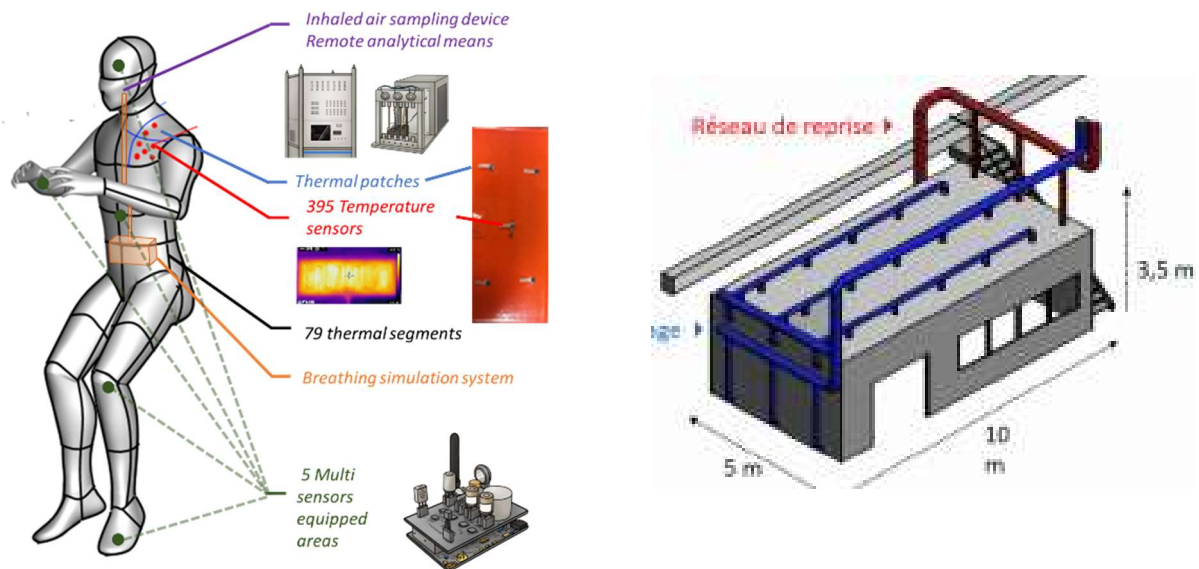 Inhaled air sampling device
Remote analytical means
Thermal patches
395 Temperature
sensors
79 thermal segments
Breathing simulation system
5 Multi
sensors
equipped
areas
Réseau de reprise
3,5 m
10
m
5 m